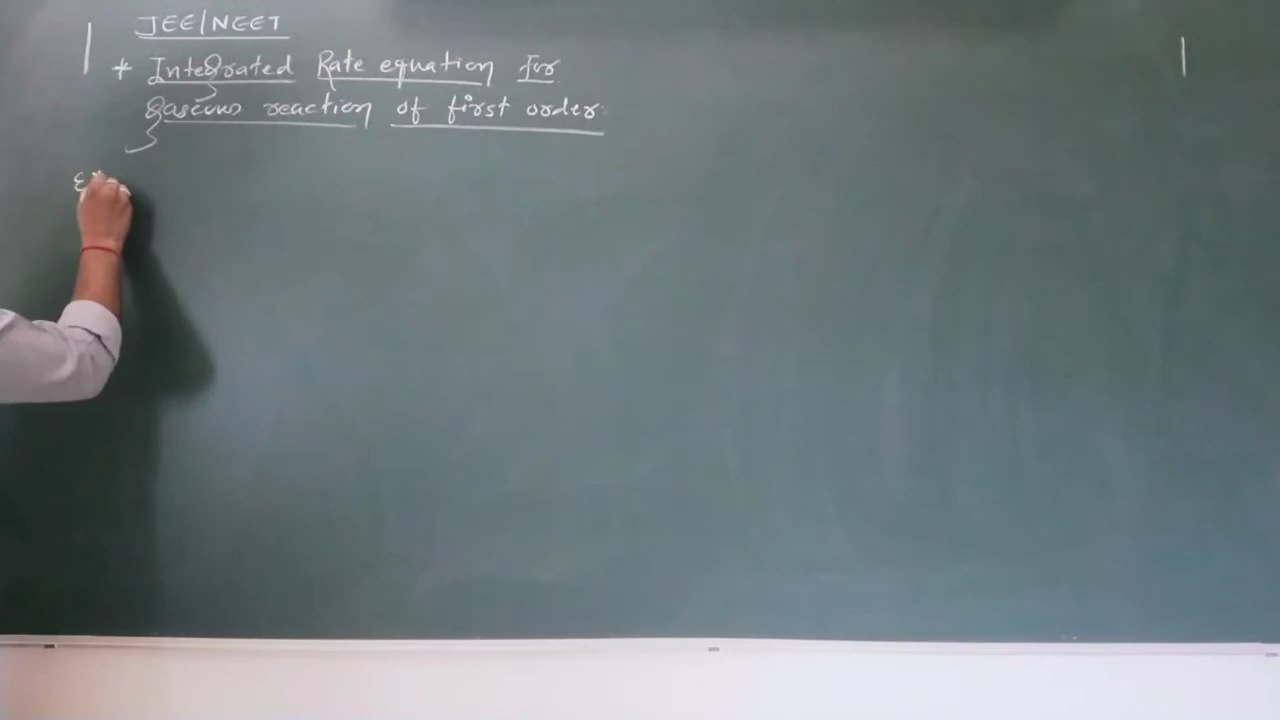 JEE/NEET
* Integrated Rate equation for
gaseous reaction of first order: